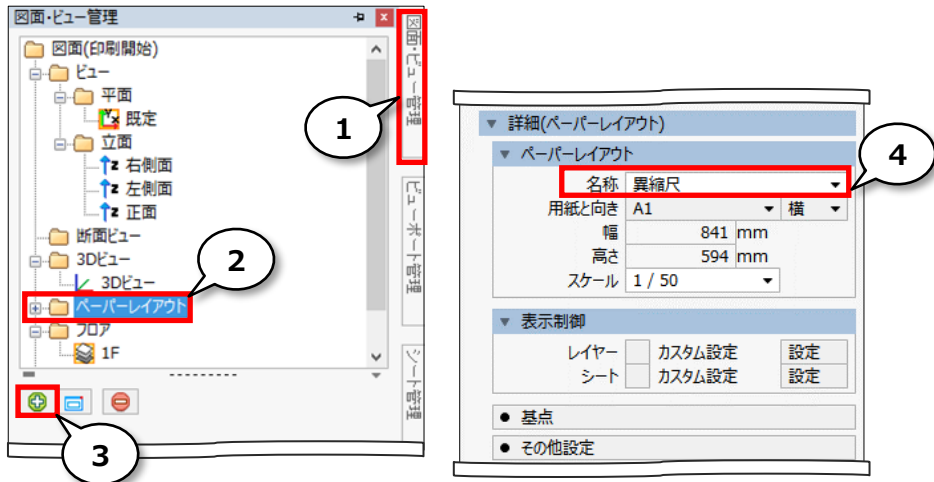 図面・ビュー管理
図面(印刷開始)
ビュー
平面
既定
立面
右側面
左側面
正面
断面ビュー
3Dビュー
3Dビュー
ペーパーレイアウト
フロア
1F
図面・ビュー管理
ビューポート管理
シート管理
1
2
3
詳細(ペーパーレイアウト)
ペーパーレイアウト
名称 異縮尺
用紙と向き A1 横
幅 841 mm
高さ 594 mm
スケール 1 / 50
表示制御
レイヤー カスタム設定 設定
シート カスタム設定 設定
基点
その他設定
4